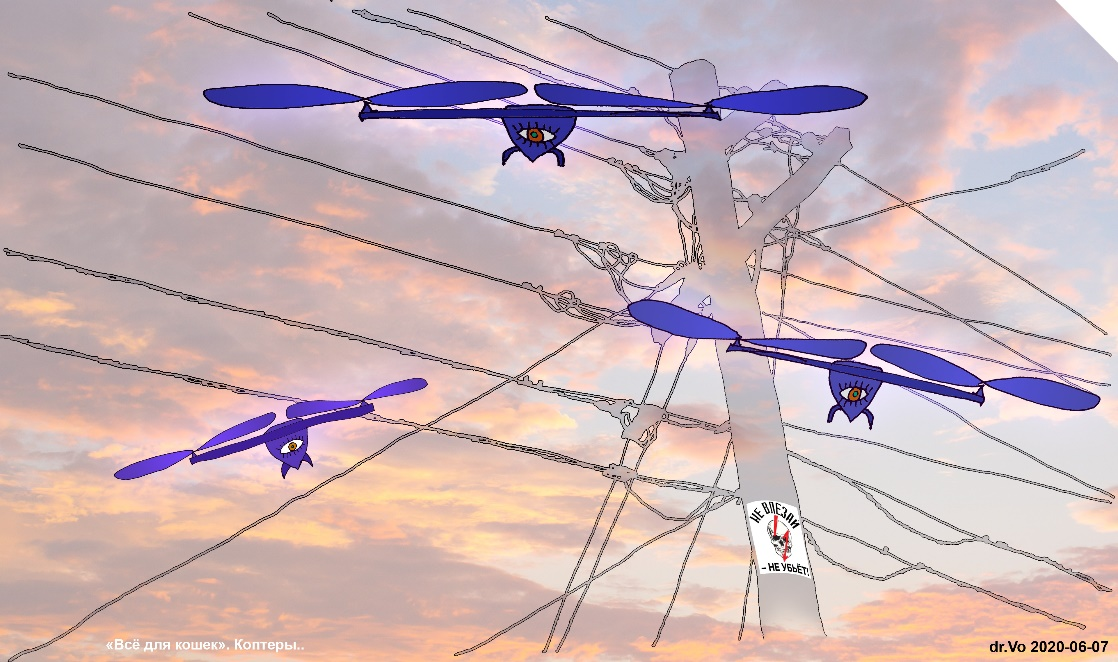 НЕ ВЛЕЗАЙ
– НЕ УБЬЁТ!
«Всё для кошек». Коптеры..
dr.Vo 2020-06-07